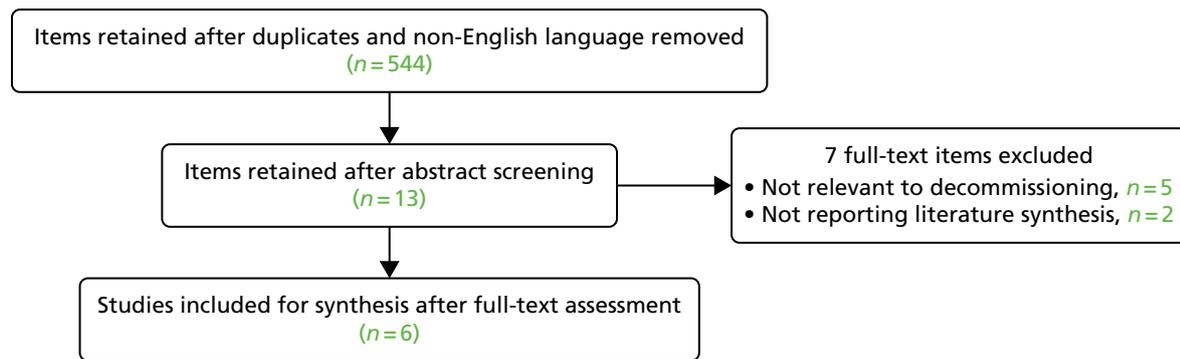 Items retained after duplicates and non-English language removed
(n=544)
Items retained after abstract screening
(n=13)
7 full-text items excluded
• Not relevant to decommissioning, n=5
• Not reporting literature synthesis, n=2
Studies included for synthesis after full-text assessment
(n=6)